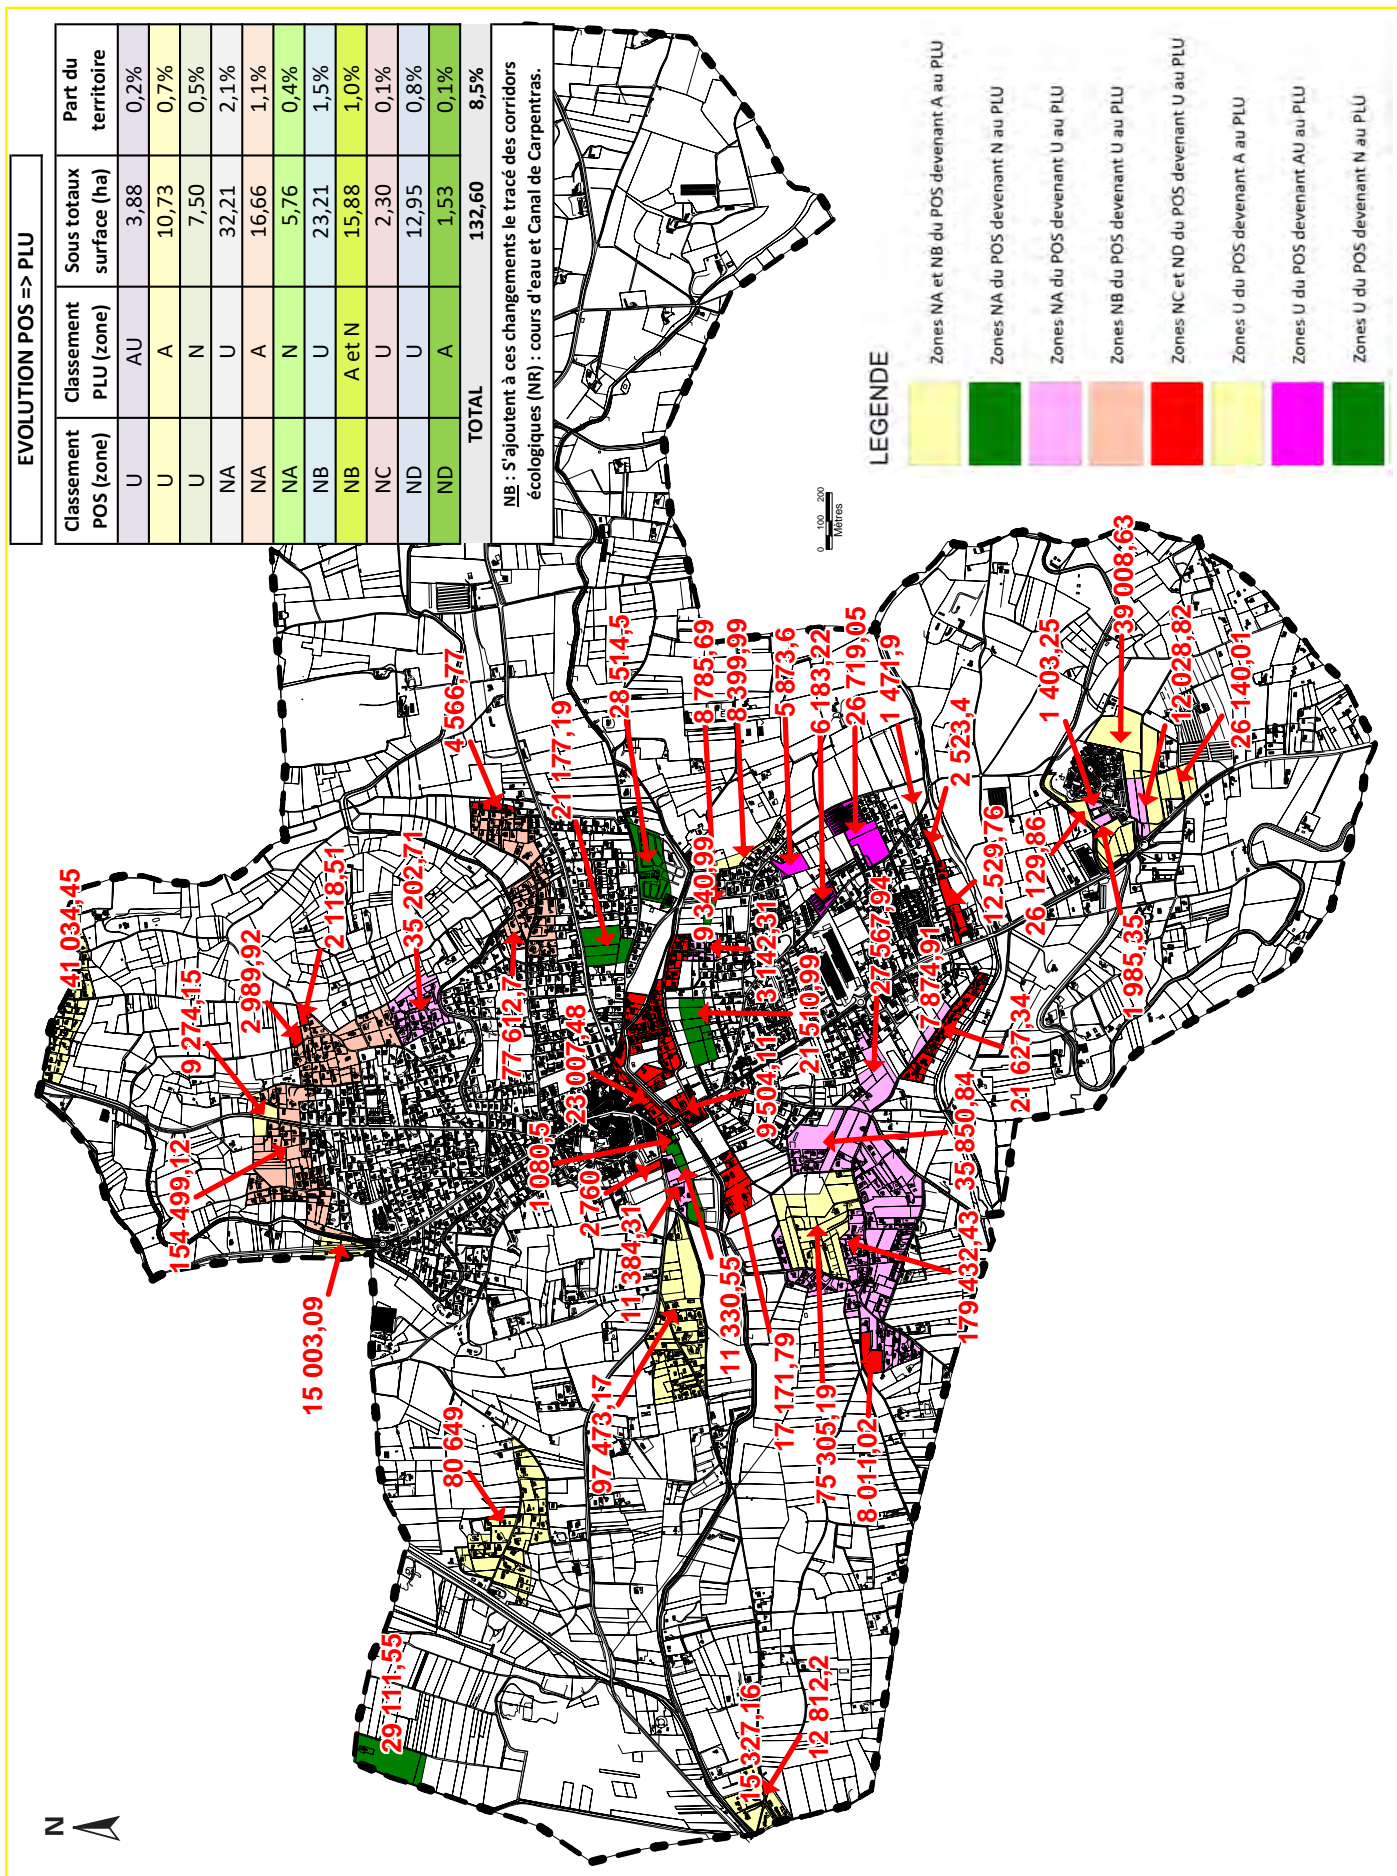 EVOLUTION POS => PLU
Classement POS (zone) Classement PLU (zone) Sous totaux surface (ha) Part du territoire
U AU 3,88 0,2%
U A 10,73 0,7%
U N 7,50 0,5%
NA U 32,21 2,1%
NA A 16,66 1,1%
NA N 5,76 0,4%
NB U 23,21 1,5%
NB A et N 15,88 1,0%
NC U 2,30 0,1%
ND U 12,95 0,8%
ND A 1,53 0,1%
TOTAL 132,60 8,5%
NB : S'ajoutent à ces changements le tracé des corridors
écologiques (NR) : cours d'eau et Canal de Carpentras.
LEGENDE
Zones NA et NB du POS devenant A au PLU
Zones NA du POS devenant N au PLU
Zones NA du POS devenant U au PLU
Zones NB du POS devenant U au PLU
Zones NC et ND du POS devenant U au PLU
Zones U du POS devenant A au PLU
Zones U du POS devenant AU au PLU
Zones U du POS devenant N au PLU
0 100 200
Mètres
N
41 034,45
2 118,51
35 202,71
2 989,92
9 274,15
154 499,12
15 003,09
4 566,77
21 177,19
77 612,7
28 514,5
8 785,69
8 399,99
5 873,6
6 183,22
26 719,05
1 471,9
2 523,4
12 529,76
9 340,99
3 142,31
21 510,99
9 504,11
23 007,48
1 080,5
2 760
11 384,31
11 330,55
17 171,79
97 473,17
80 649
29 111,55
15 327,16
12 812,2
75 305,19
8 011,02
179 432,43
35 850,84
27 567,94
7 874,91
21 627,34
1 403,25
39 008,63
12 028,82
26 140,01
26 129,86
1 985,35